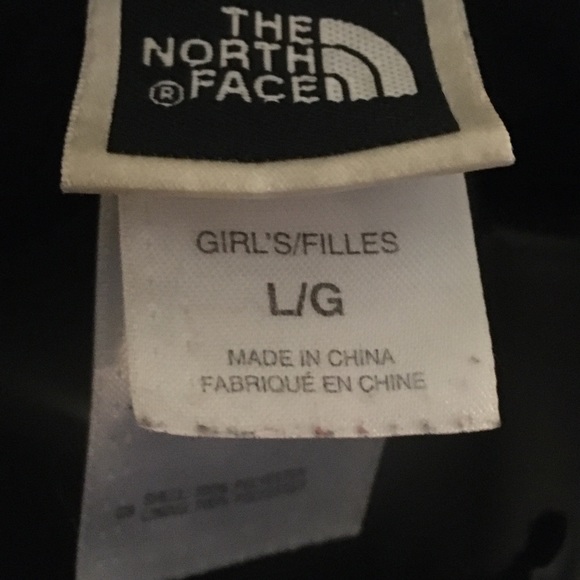 THE
NORTH
® FACE
GIRL'S/FILLES
L/G
MADE IN CHINA
FABRIQUÉ EN CHINE